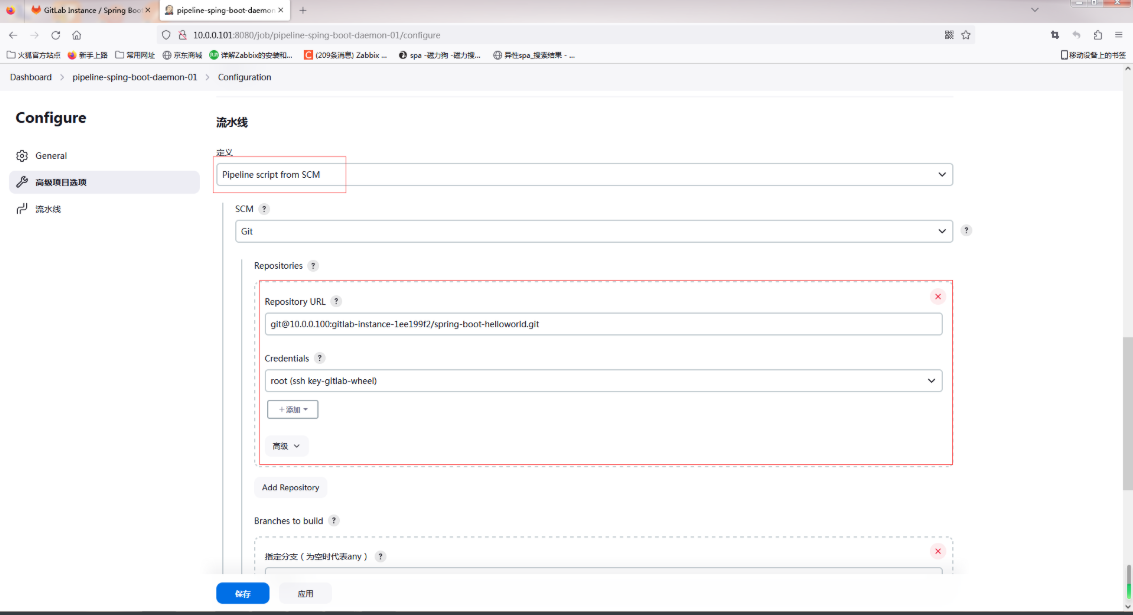 GitLab Instance / Spring Boo
pipeline-sping-boot-daemon-
10.0.0.101:8080/job/pipeline-sping-boot-daemon-01/configure
火狐官方站点 新手上路 常用网址 京东商城 详解Zabbix的安装和... (209条消息) Zabbix ... spa -磁力狗 -磁力搜... 异性spa_搜索结果 - ... 移动设备上的书签
Dashboard pipeline-sping-boot-daemon-01 Configuration
Configure
General
高级项目选项
流水线
流水线
定义
Pipeline script from SCM
SCM ?
Git
?
Repositories ?
Repository URL ?
git@10.0.0.100:gitlab-instance-1ee199f2/spring-boot-helloworld.git
Credentials ?
root (ssh key-gitlab-wheel)
+ 添加
高级
Add Repository
Branches to build ?
指定分支（为空时代表any） ?
保存 应用